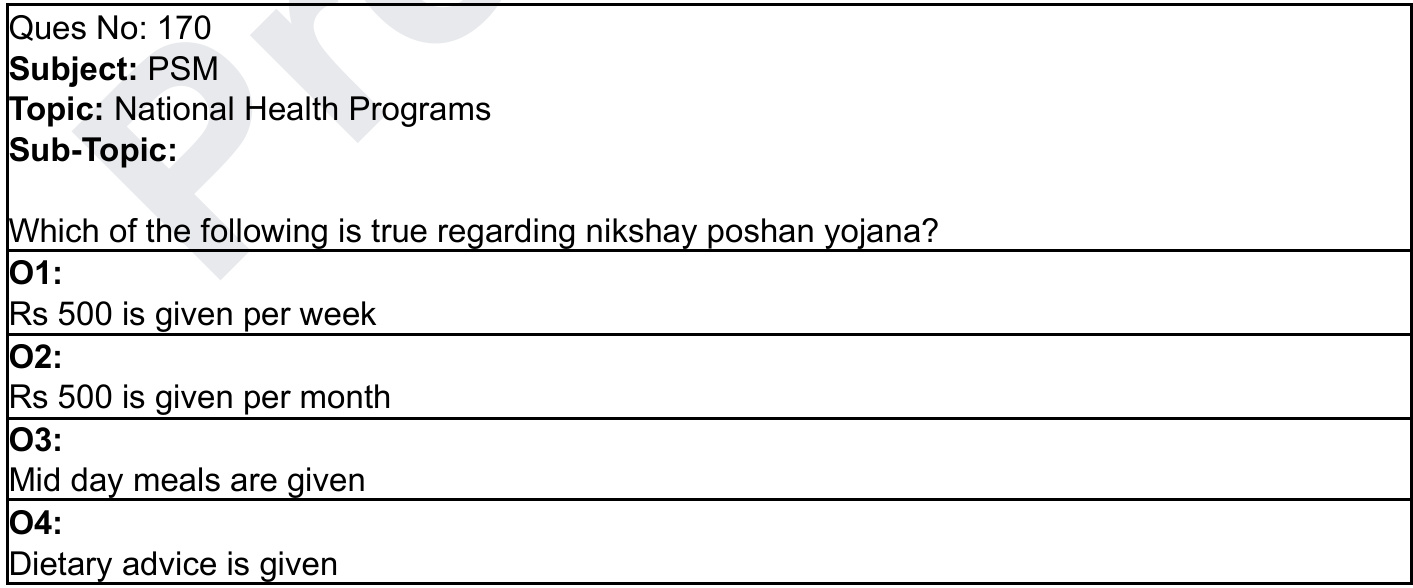 Ques No: 170
Subject: PSM
Topic: National Health Programs
Sub-Topic:
Which of the following is true regarding nikshay poshan yojana?
O1:
Rs 500 is given per week
O2:
Rs 500 is given per month
O3:
Mid day meals are given
O4:
Dietary advice is given